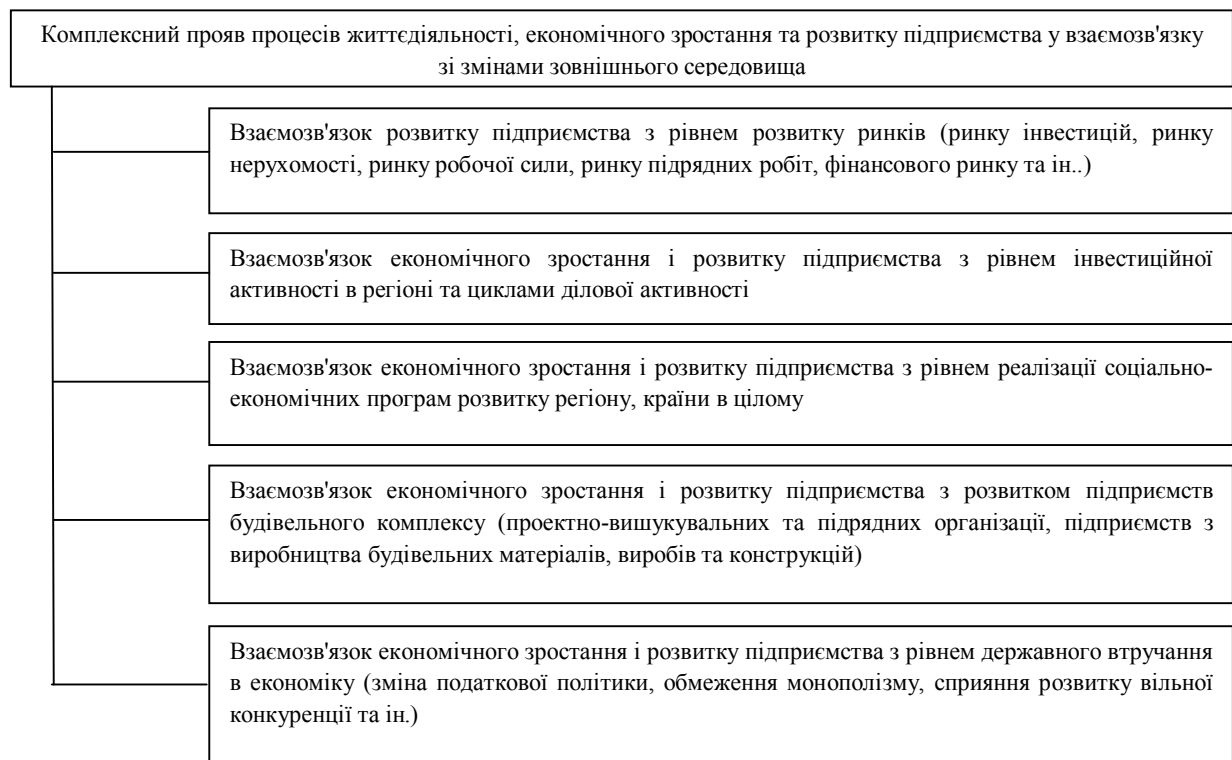 Комплексний прояв процесів життєдіяльності, економічного зростання та розвитку підприємства у взаємозв'язку
зі змінами зовнішнього середовища
Взаємозв'язок розвитку підприємства з рівнем розвитку ринків (ринку інвестицій, ринку
нерухомості, ринку робочої сили, ринку підрядних робіт, фінансового ринку та ін..)
Взаємозв'язок економічного зростання і розвитку підприємства з рівнем інвестиційної
активності в регіоні та циклами ділової активності
Взаємозв'язок економічного зростання і розвитку підприємства з рівнем реалізації соціально-
економічних програм розвитку регіону, країни в цілому
Взаємозв'язок економічного зростання і розвитку підприємства з розвитком підприємств
будівельного комплексу (проектно-вишукувальних та підрядних організації, підприємств з
виробництва будівельних матеріалів, виробів та конструкцій)
Взаємозв'язок економічного зростання і розвитку підприємства з рівнем державного втручання
в економіку (зміна податкової політики, обмеження монополізму, сприяння розвитку вільної
конкуренції та ін.)